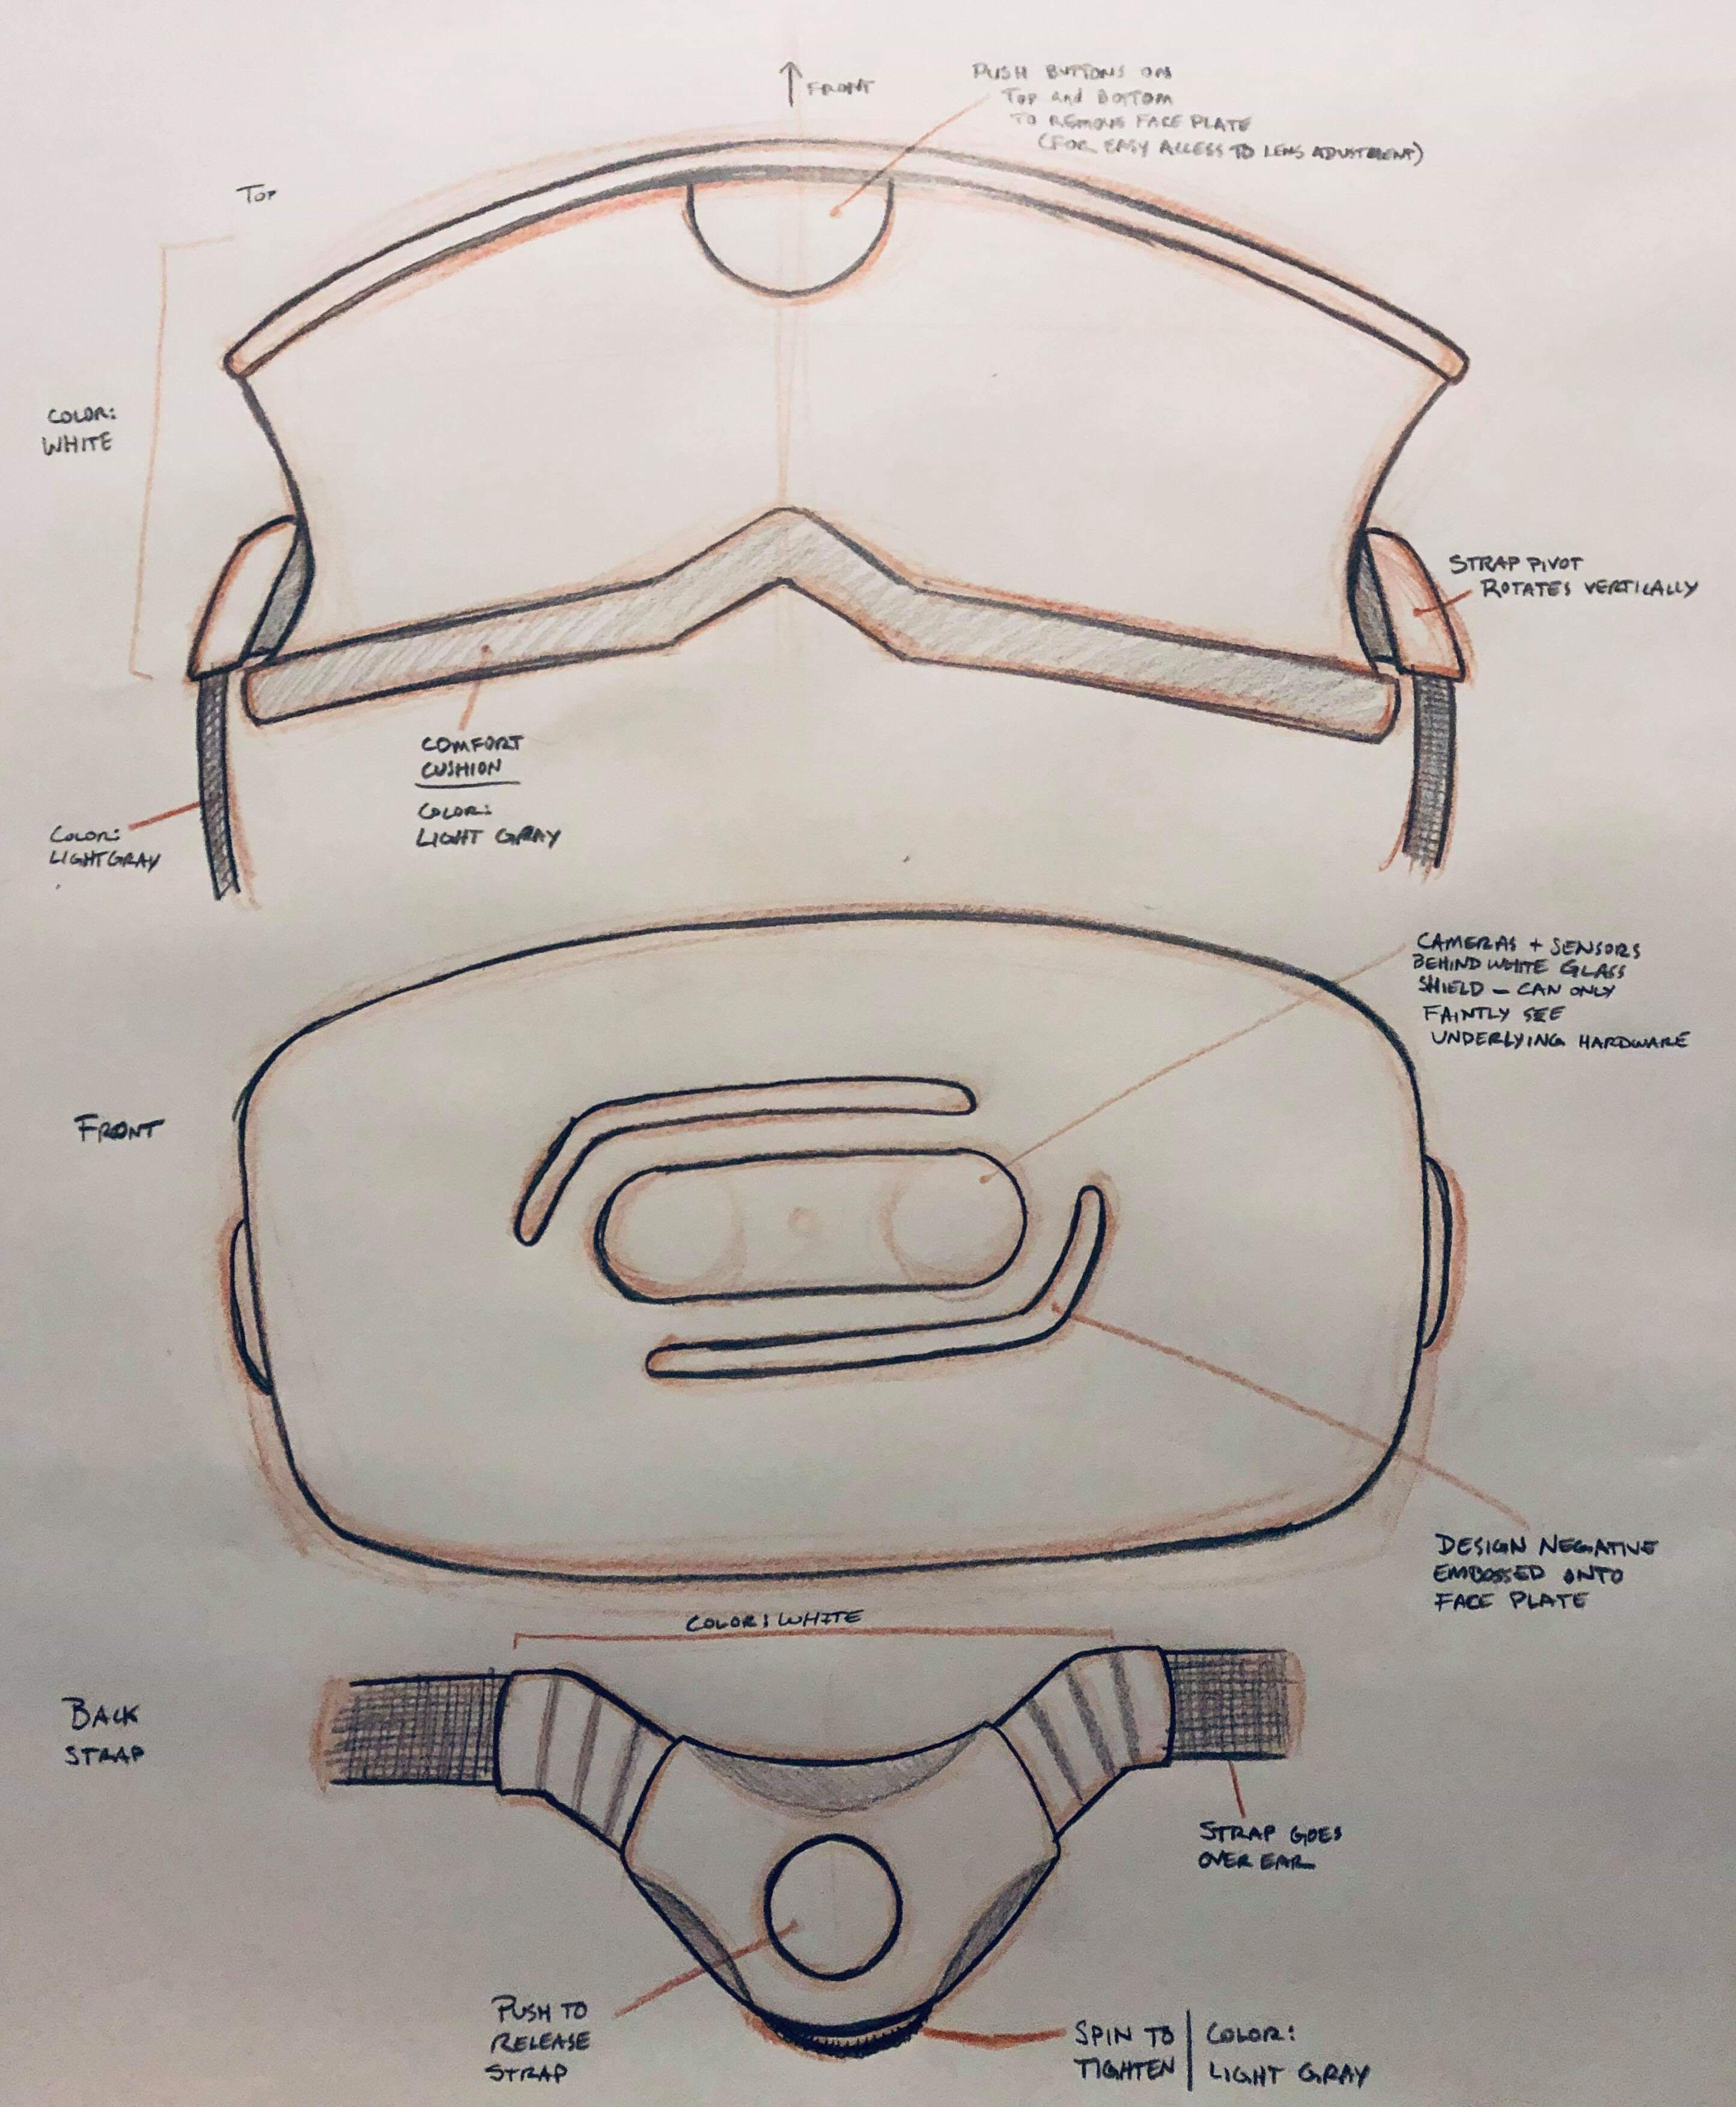 ↑ FRONT
PUSH BUTTONS ON
TOP and BOTTOM
TO REMOVE FACE PLATE
(FOR EASY ACCESS TO LENS ADUSTMENT)
TOP
COLOR:
WHITE
STRAP PIVOT
ROTATES VERTICALLY
COMFORT
CUSHION
COLOR:
LIGHT GRAY
COLOR:
LIGHT GRAY
CAMERAS + SENSORS
BEHIND WHITE GLASS
SHIELD – CAN ONLY
FAINTLY SEE
UNDERLYING HARDWARE
FRONT
DESIGN NEGATIVE
EMBOSSED ONTO
FACE PLATE
COLOR: WHITE
BACK
STRAP
STRAP GOES
OVER EAR
PUSH TO
RELEASE
STRAP
SPIN TO | COLOR:
TIGHTEN | LIGHT GRAY